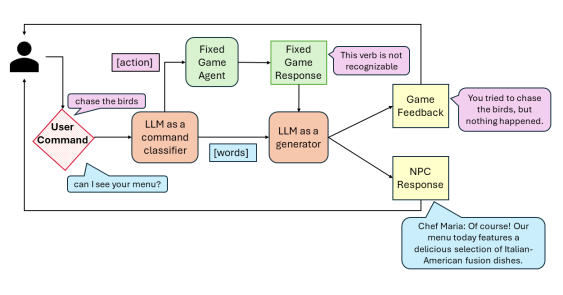 [action]
Fixed
Game
Agent
Fixed
Game
Response
This verb is not
recognizable
chase the birds
User
Command
LLM as a
command
classifier
[words]
LLM as a
generator
Game
Feedback
You tried to chase
the birds, but
nothing happened.
can I see your menu?
NPC
Response
Chef Maria: Of course! Our
menu today features a
delicious selection of Italian-
American fusion dishes.